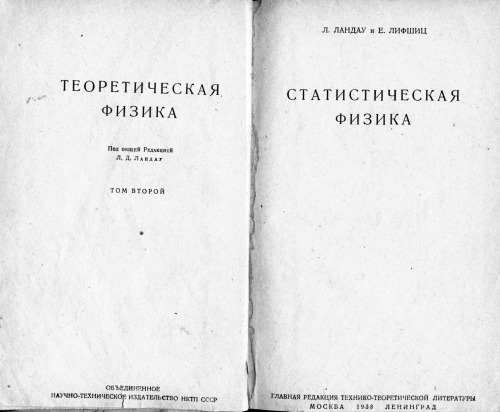 ТЕОРЕТИЧЕСКАЯ
ФИЗИКА
Под общей Редакцией
Л. Д. Ландау
ТОМ ВТОРОЙ
ОБЪЕДИНЕННОЕ
НАУЧНО-ТЕХНИЧЕСКОЕ ИЗДАТЕЛЬСТВО НКТП СССР
Л. ЛАНДАУ и Е. ЛИФШИЦ
СТАТИСТИЧЕСКАЯ
ФИЗИКА
ГЛАВНАЯ РЕДАКЦИЯ ТЕХНИКО-ТЕОРЕТИЧЕСКОЙ ЛИТЕРАТУРЫ
МОСКВА 1938 ЛЕНИНГРАД